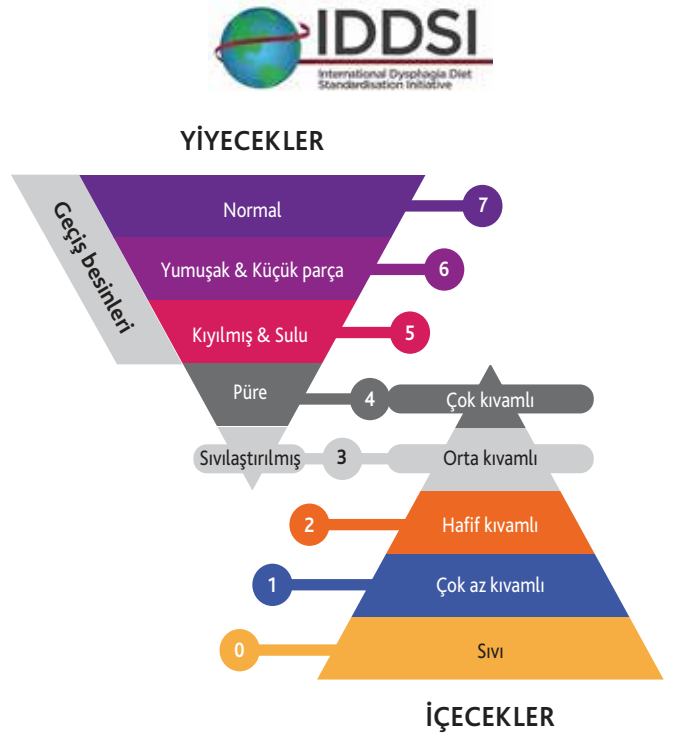 IDDSI
International Dysphagia Diet
Standardisation Initiative
YİYECEKLER
Geçiş besinleri
Normal
7
Yumuşak & Küçük parça
6
Kıyılmış & Sulu
5
Püre
4
Çok kıvamlı
Sıvılaştırılmış
3
Orta kıvamlı
2
Hafif kıvamlı
1
Çok az kıvamlı
0
Sıvı
İÇECEKLER